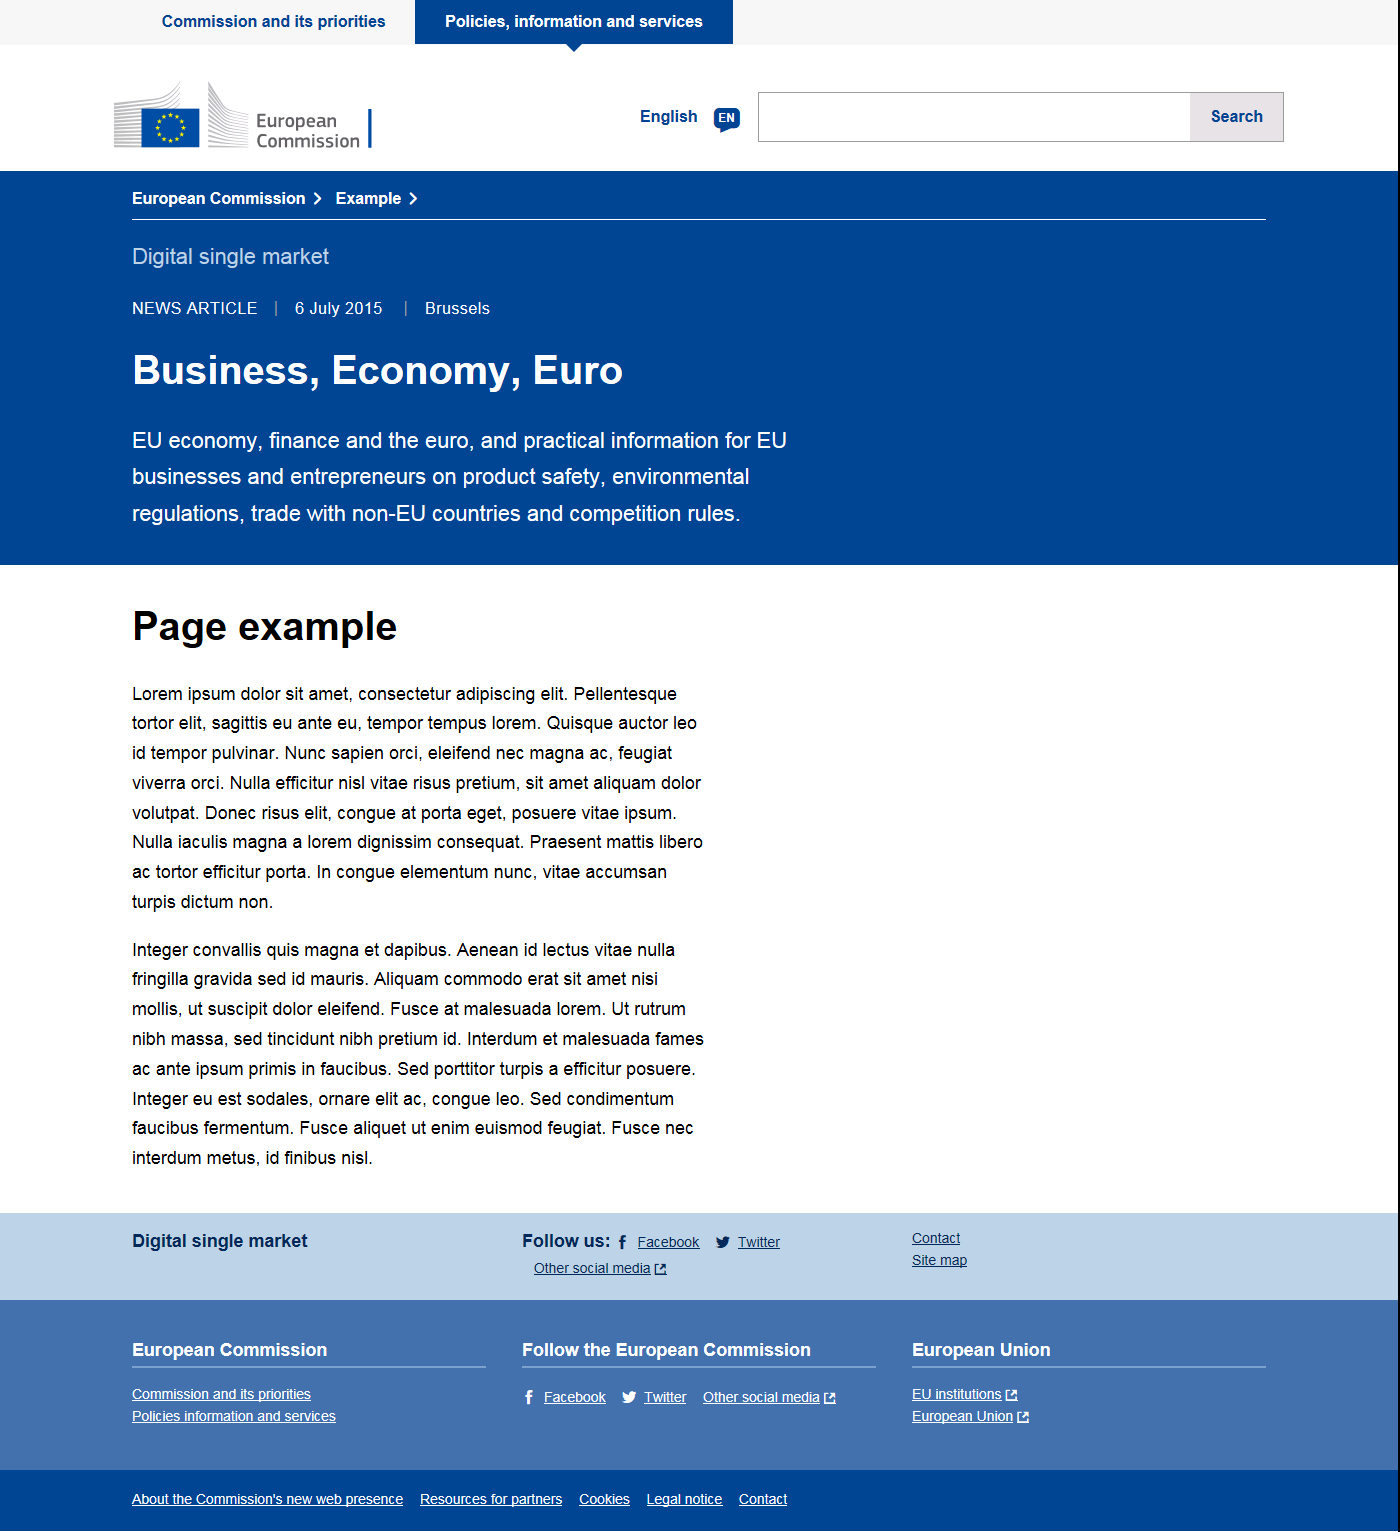 Commission and its priorities
Policies, information and services
European
Commission
English
EN
Search
European Commission
Example
Digital single market
NEWS ARTICLE | 6 July 2015 | Brussels
Business, Economy, Euro
EU economy, finance and the euro, and practical information for EU
businesses and entrepreneurs on product safety, environmental
regulations, trade with non-EU countries and competition rules.
Page example
Lorem ipsum dolor sit amet, consectetur adipiscing elit. Pellentesque
tortor elit, sagittis eu ante eu, tempor tempus lorem. Quisque auctor leo
id tempor pulvinar. Nunc sapien orci, eleifend nec magna ac, feugiat
viverra orci. Nulla efficitur nisl vitae risus pretium, sit amet aliquam dolor
volutpat. Donec risus elit, congue at porta eget, posuere vitae ipsum.
Nulla iaculis magna a lorem dignissim consequat. Praesent mattis libero
ac tortor efficitur porta. In congue elementum nunc, vitae accumsan
turpis dictum non.
Integer convallis quis magna et dapibus. Aenean id lectus vitae nulla
fringilla gravida sed id mauris. Aliquam commodo erat sit amet nisi
mollis, ut suscipit dolor eleifend. Fusce at malesuada lorem. Ut rutrum
nibh massa, sed tincidunt nibh pretium id. Interdum et malesuada fames
ac ante ipsum primis in faucibus. Sed porttitor turpis a efficitur posuere.
Integer eu est sodales, ornare elit ac, congue leo. Sed condimentum
faucibus fermentum. Fusce aliquet ut enim euismod feugiat. Fusce nec
interdum metus, id finibus nisl.
Digital single market
Follow us: Facebook Twitter
Other social media
Contact
Site map
European Commission
Commission and its priorities
Policies information and services
Follow the European Commission
Facebook Twitter Other social media
European Union
EU institutions
European Union
About the Commission's new web presence Resources for partners Cookies Legal notice Contact